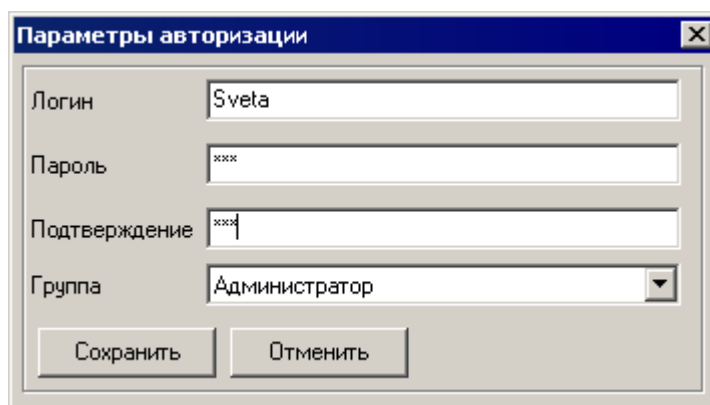 Параметры авторизации
Логин Sveta
Пароль ***
Подтверждение ***
Группа Администратор
Сохранить Отменить